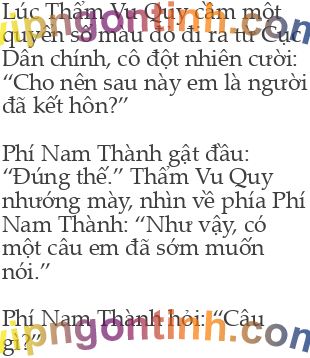 Lúc Thẩm Vu Quy cầm một
quyển sổ màu đỏ đi ra từ Cục
Dân chính, cô đột nhiên cười:
“Cho nên sau này em là người
đã kết hôn?”
Phí Nam Thành gật đầu:
“Đúng thế.” Thẩm Vu Quy
nhướng mày, nhìn về phía Phí
Nam Thành: “Như vậy, có
một câu em đã sớm muốn
nói.”
Phí Nam Thành hỏi: “Câu
gì?”
vipngontinh.com
vipngontinh.com